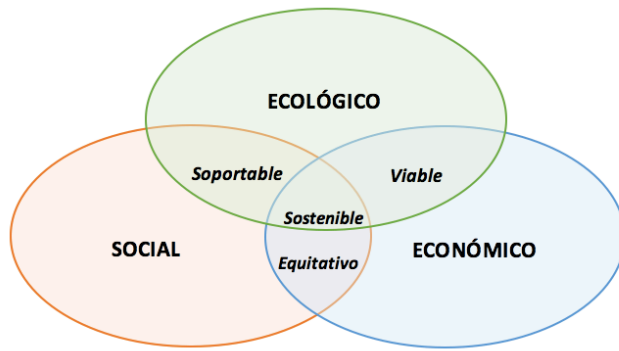 ECOLÓGICO
Soportable
Viable
Sostenible
SOCIAL
ECONÓMICO
Equitativo